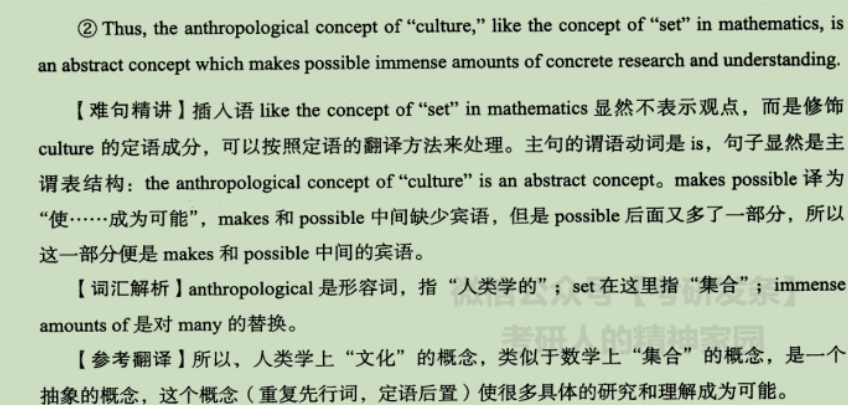 ② Thus, the anthropological concept of “culture,” like the concept of “set” in mathematics, is
an abstract concept which makes possible immense amounts of concrete research and understanding.
【难句精讲】插入语 like the concept of “set” in mathematics 显然不表示观点，而是修饰
culture 的定语成分，可以按照定语的翻译方法来处理。主句的谓语动词是 is，句子显然是主
谓表结构：the anthropological concept of “culture” is an abstract concept。makes possible 译为
“使……成为可能”，makes 和 possible 中间缺少宾语，但是 possible 后面又多了一部分，所以
这一部分便是 makes 和 possible 中间的宾语。
【词汇解析】anthropological 是形容词，指“人类学的”；set 在这里指“集合”；immense
amounts of 是对 many 的替换。
考研人的精神家园
【参考翻译】所以，人类学上“文化”的概念，类似于数学上“集合”的概念，是一个
抽象的概念，这个概念（重复先行词，定语后置）使很多具体的研究和理解成为可能。